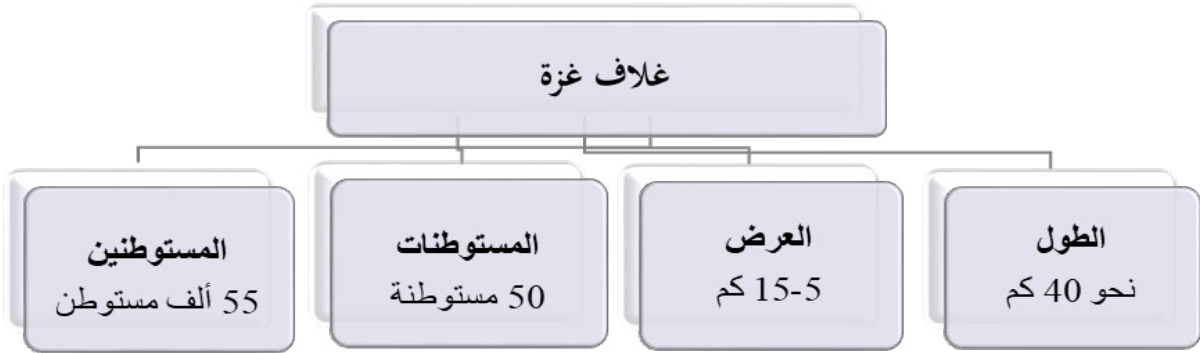 غلاف غزة
الطول
نحو 40 كم
العرض
5-15 كم
المستوطنات
50 مستوطنة
المستوطنين
55 ألف مستوطن